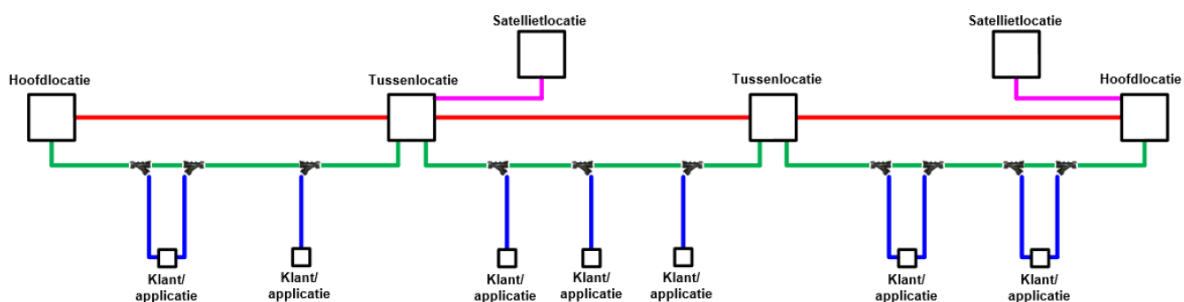 Satellietlocatie
Satellietlocatie
Hoofdlocatie
Tussenlocatie
Tussenlocatie
Hoofdlocatie
Klant/
applicatie
Klant/
applicatie
Klant/
applicatie
Klant/
applicatie
Klant/
applicatie
Klant/
applicatie
Klant/
applicatie